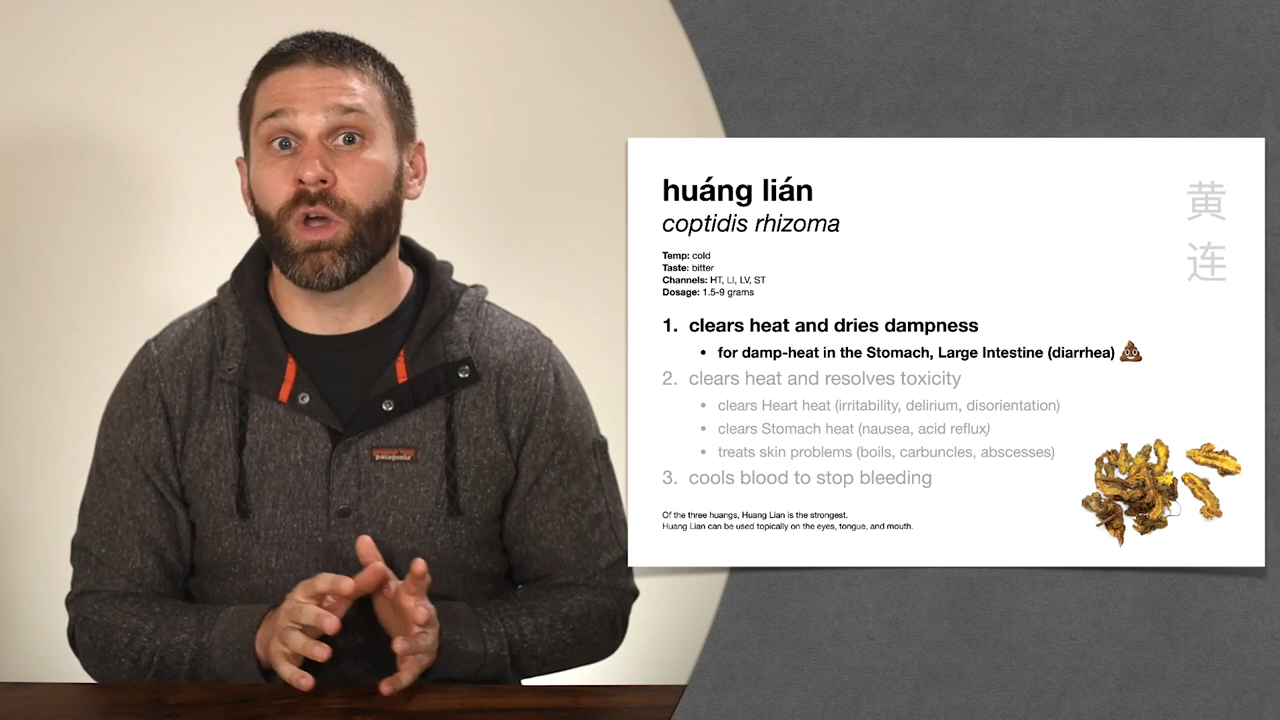 patagonia
huáng lián
coptidis rhizoma
黄
连
Temp: cold
Taste: bitter
Channels: HT, LI, LV, ST
Dosage: 1.5-9 grams
1. clears heat and dries dampness
• for damp-heat in the Stomach, Large Intestine (diarrhea) 💩
2. clears heat and resolves toxicity
• clears Heart heat (irritability, delirium, disorientation)
• clears Stomach heat (nausea, acid reflux)
• treats skin problems (boils, carbuncles, abscesses)
3. cools blood to stop bleeding
Of the three huangs, Huang Lian is the strongest.
Huang Lian can be used topically on the eyes, tongue, and mouth.